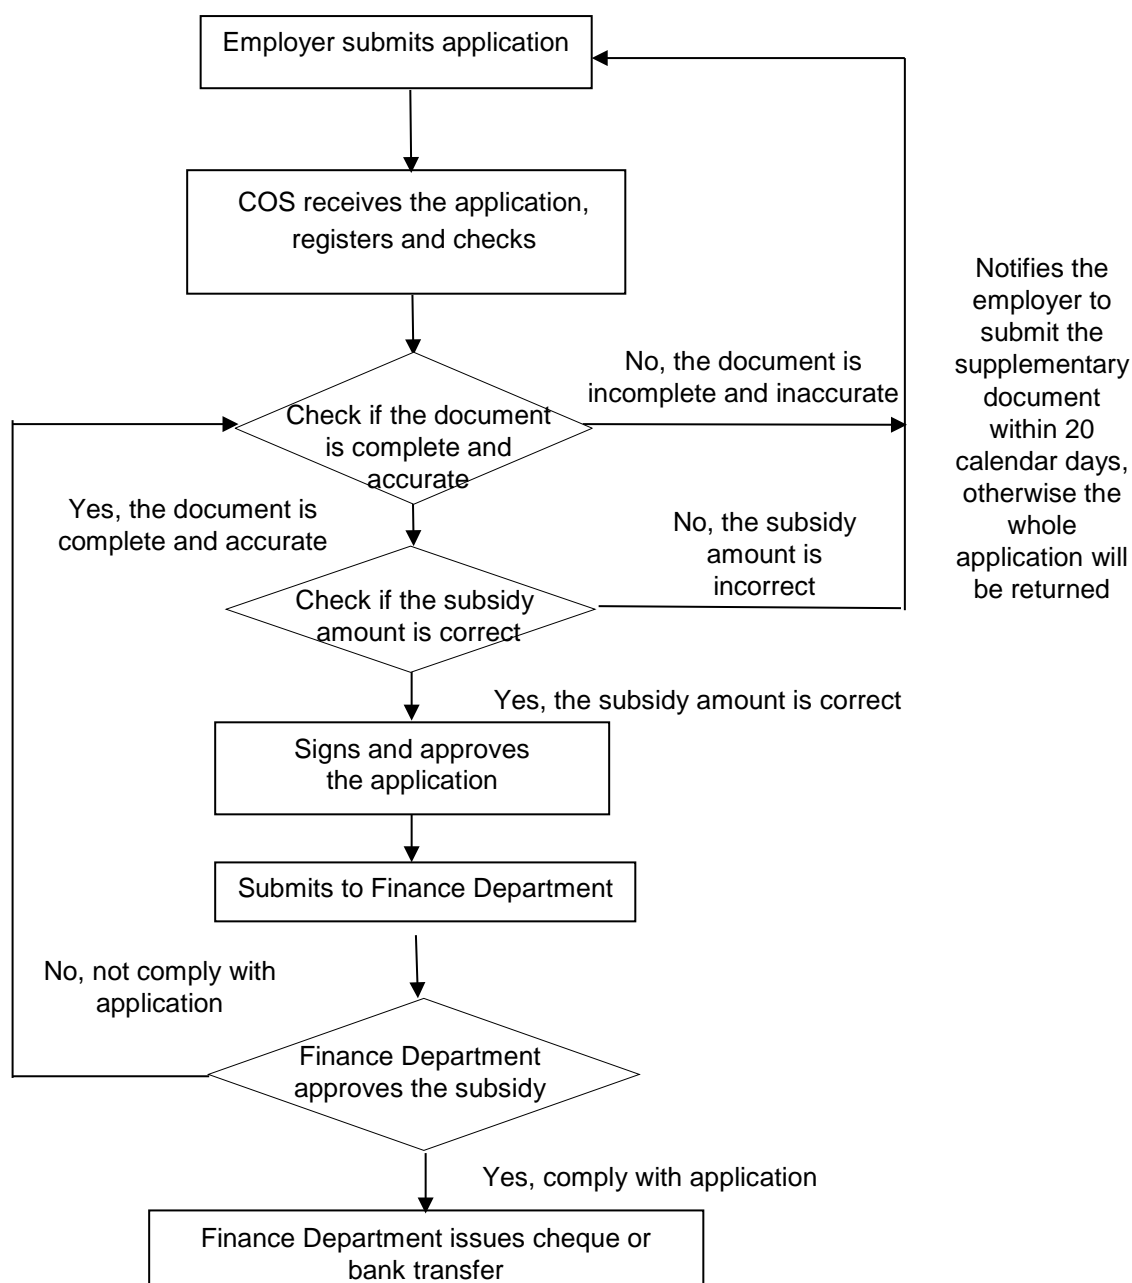 Employer submits application
COS receives the application,
registers and checks
Notifies the
employer to
submit the
supplementary
document
within 20
calendar days,
otherwise the
whole
application will
be returned
No, the document is
incomplete and inaccurate
Check if the document
is complete and
accurate
Yes, the document is
complete and accurate
No, the subsidy
amount is
incorrect
Check if the subsidy
amount is correct
Yes, the subsidy amount is correct
Signs and approves
the application
Submits to Finance Department
No, not comply with
application
Finance Department
approves the subsidy
Yes, comply with application
Finance Department issues cheque or
bank transfer